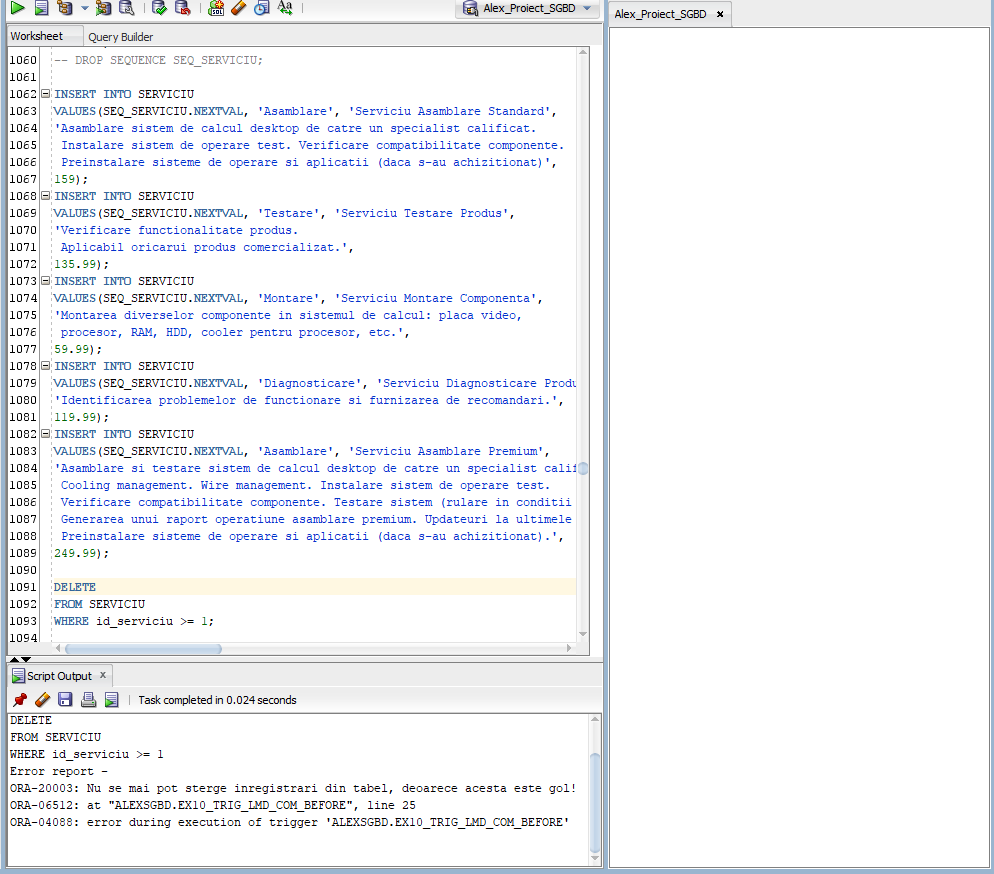 Alex_Proiect_SGBD
Alex_Proiect_SGBD ×
Worksheet Query Builder
1060 -- DROP SEQUENCE SEQ_SERVICIU;
1061
1062 INSERT INTO SERVICIU
1063 VALUES(SEQ_SERVICIU.NEXTVAL, 'Asamblare', 'Serviciu Asamblare Standard',
1064 'Asamblare sistem de calcul desktop de catre un specialist calificat.
1065 Instalare sistem de operare test. Verificare compatibilitate componente.
1066 Preinstalare sisteme de operare si aplicatii (daca s-au achizitionat)',
1067 159);
1068 INSERT INTO SERVICIU
1069 VALUES(SEQ_SERVICIU.NEXTVAL, 'Testare', 'Serviciu Testare Produs',
1070 'Verificare functionalitate produs.
1071 Aplicabil oricarui produs comercializat.',
1072 135.99);
1073 INSERT INTO SERVICIU
1074 VALUES(SEQ_SERVICIU.NEXTVAL, 'Montare', 'Serviciu Montare Componenta',
1075 'Montarea diverselor componente in sistemul de calcul: placa video,
1076 procesor, RAM, HDD, cooler pentru procesor, etc.',
1077 59.99);
1078 INSERT INTO SERVICIU
1079 VALUES(SEQ_SERVICIU.NEXTVAL, 'Diagnosticare', 'Serviciu Diagnosticare Produ
1080 'Identificarea problemelor de functionare si furnizarea de recomandari.',
1081 119.99);
1082 INSERT INTO SERVICIU
1083 VALUES(SEQ_SERVICIU.NEXTVAL, 'Asamblare', 'Serviciu Asamblare Premium',
1084 'Asamblare si testare sistem de calcul desktop de catre un specialist calif
1085 Cooling management. Wire management. Instalare sistem de operare test.
1086 Verificare compatibilitate componente. Testare sistem (rulare in conditii
1087 Generarea unui raport operatiune asamblare premium. Updateuri la ultimele
1088 Preinstalare sisteme de operare si aplicatii (daca s-au achizitionat).',
1089 249.99);
1090
1091 DELETE
1092 FROM SERVICIU
1093 WHERE id_serviciu >= 1;
1094
Script Output ×
Task completed in 0.024 seconds
DELETE
FROM SERVICIU
WHERE id_serviciu >= 1
Error report -
ORA-20003: Nu se mai pot sterge inregistrari din tabel, deoarece acesta este gol!
ORA-06512: at "ALEXSGBD.EX10_TRIG_LMD_COM_BEFORE", line 25
ORA-04088: error during execution of trigger 'ALEXSGBD.EX10_TRIG_LMD_COM_BEFORE'